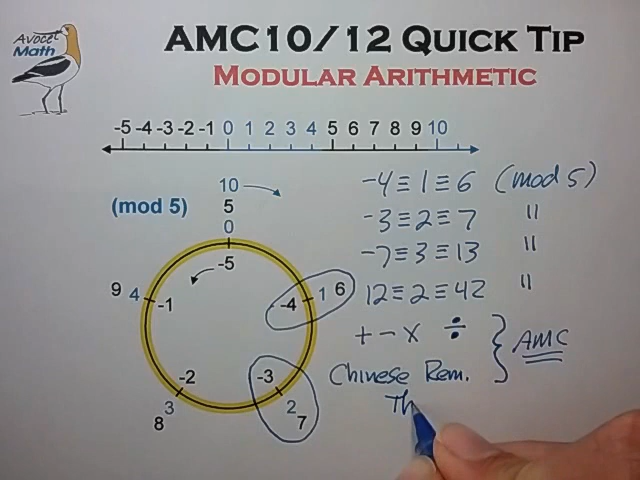 Avocet
Math
AMC10/12 QUICK TIP
MODULAR ARITHMETIC
-5 -4 -3 -2 -1 0 1 2 3 4 5 6 7 8 9 10
(mod 5)
10
5
0
-5
9 4 -1
-4 1 6
-2
3
8
-3
2
7
-4≡1≡6 (mod 5)
-3≡2≡7 "
-7≡3≡13 "
12≡2≡42 "
+ - × ÷
Chinese Rem.
Th
} AMC